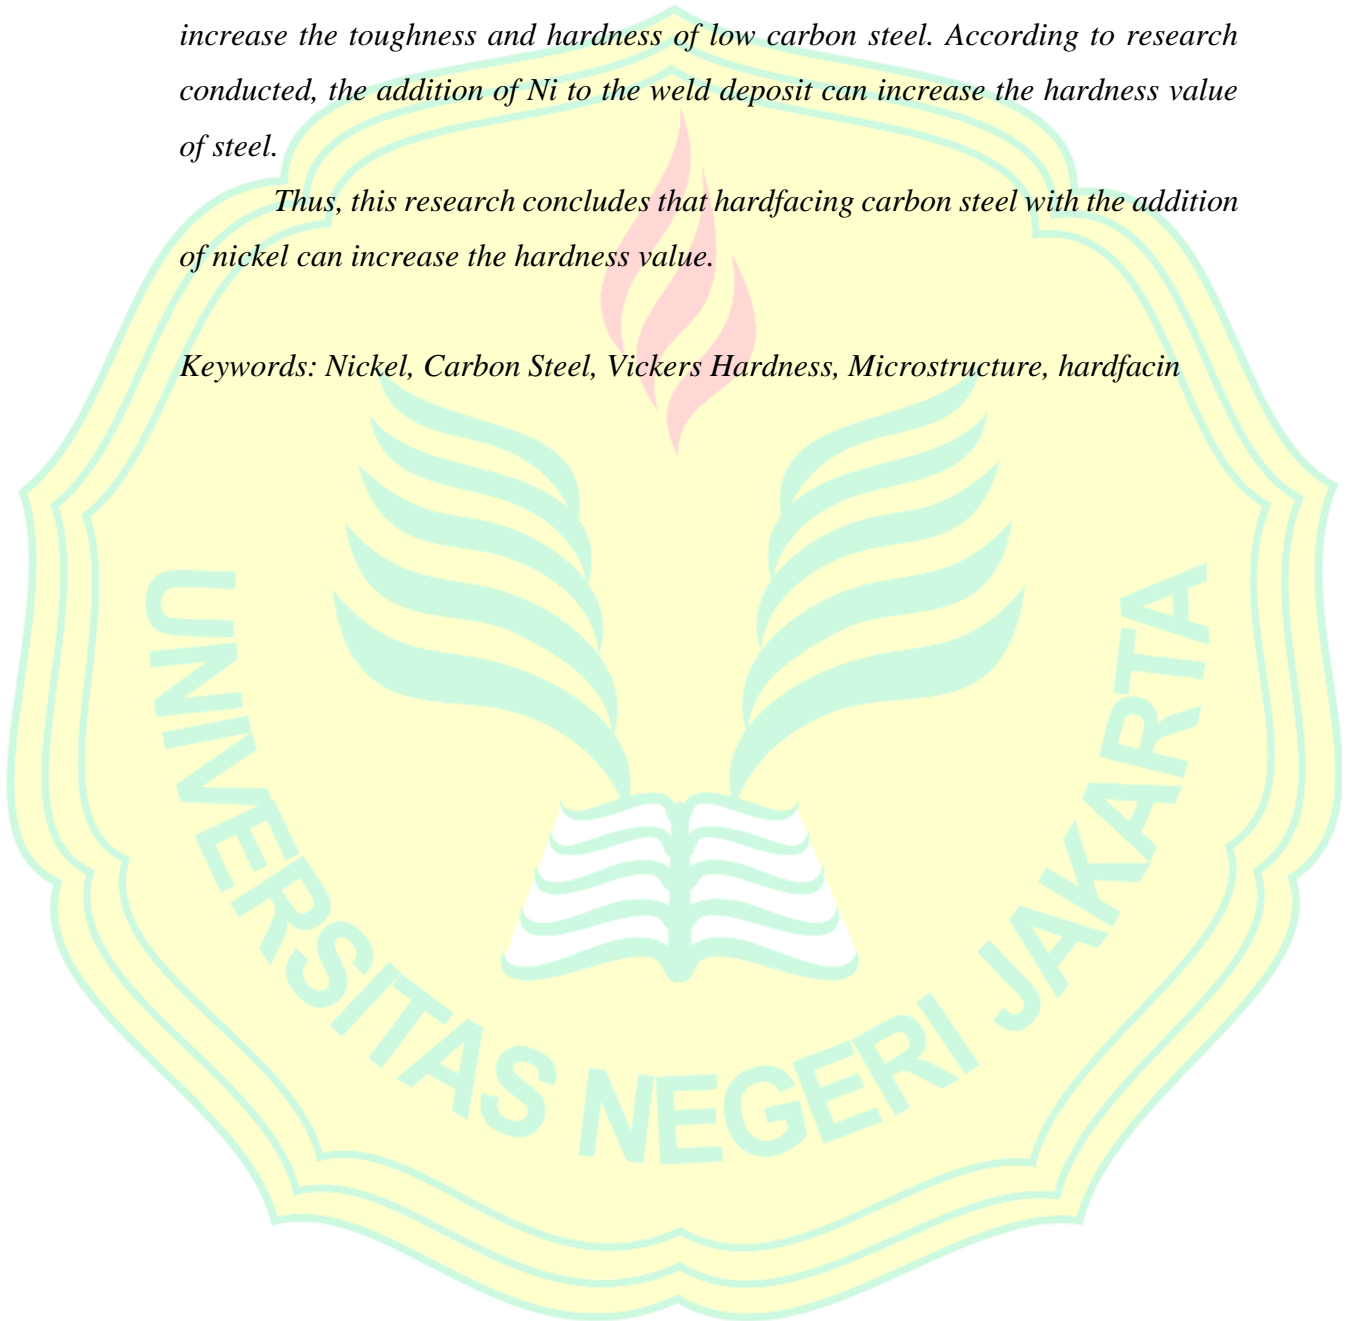 increase the toughness and hardness of low carbon steel. According to research
conducted, the addition of Ni to the weld deposit can increase the hardness value
of steel.
Thus, this research concludes that hardfacing carbon steel with the addition
of nickel can increase the hardness value.
Keywords: Nickel, Carbon Steel, Vickers Hardness, Microstructure, hardfacin
UNIVERSITAS NEGERI JAKARTA